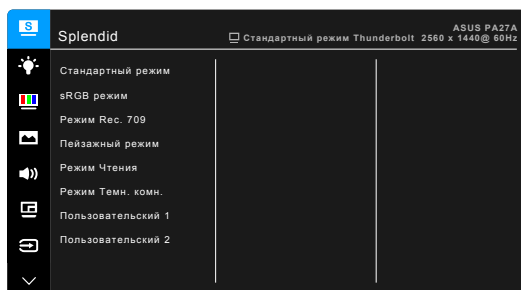 S
Splendid
ASUS PA27A
Стандартный режим Thunderbolt 2560 x 1440@ 60Hz
Стандартный режим
sRGB режим
Режим Rec. 709
Пейзажный режим
Режим Чтения
Режим Темн. комн.
Пользовательский 1
Пользовательский 2